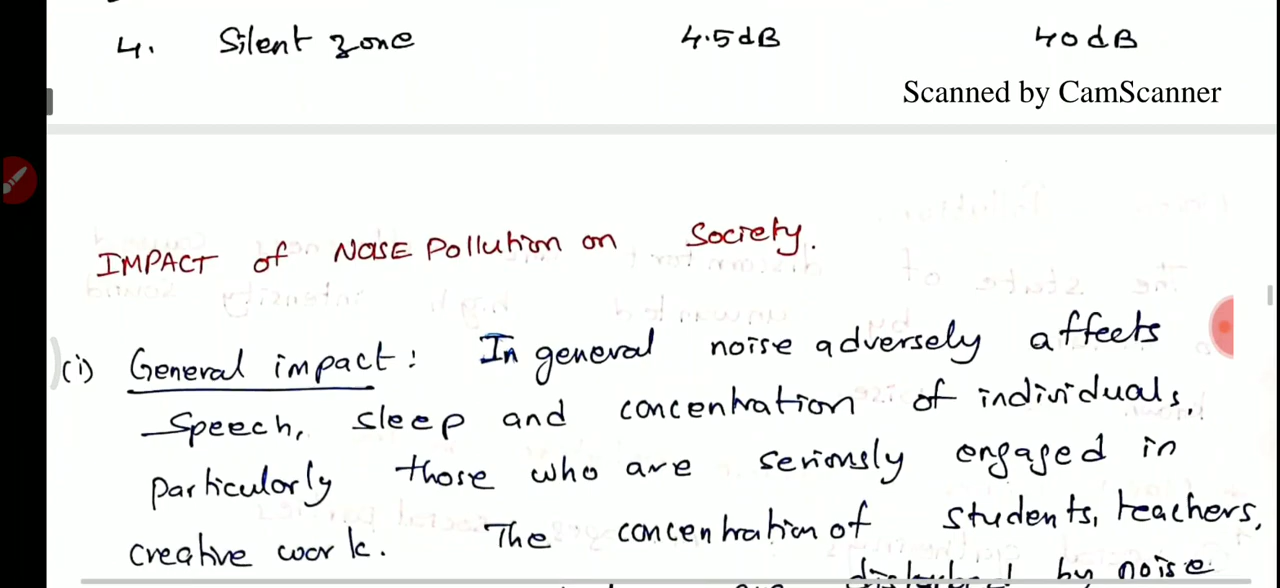 4. Silent zone 4.5dB 40dB
Scanned by CamScanner
IMPACT of NOISE Pollution on Society.
(i) General impact: In general noise adversely affects
Speech, sleep and concentration of individuals,
particularly those who are seriously engaged in
creative work. The concentration of students, teachers,
by noise